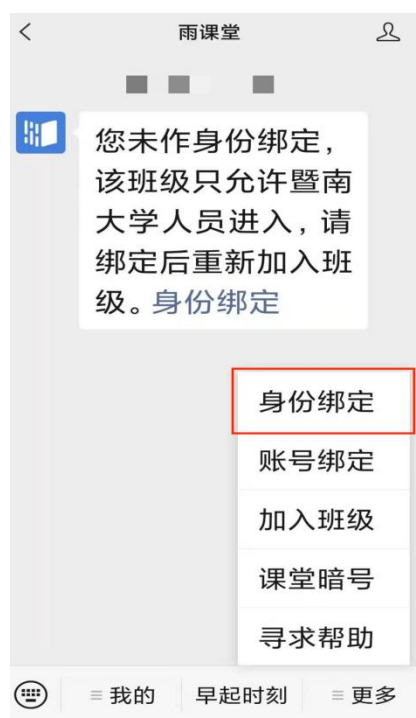 雨课堂
您未作身份绑定，
该班级只允许暨南
大学人员进入，请
绑定后重新加入班
级。身份绑定
身份绑定
账号绑定
加入班级
课堂暗号
寻求帮助
我的 早起时刻 更多